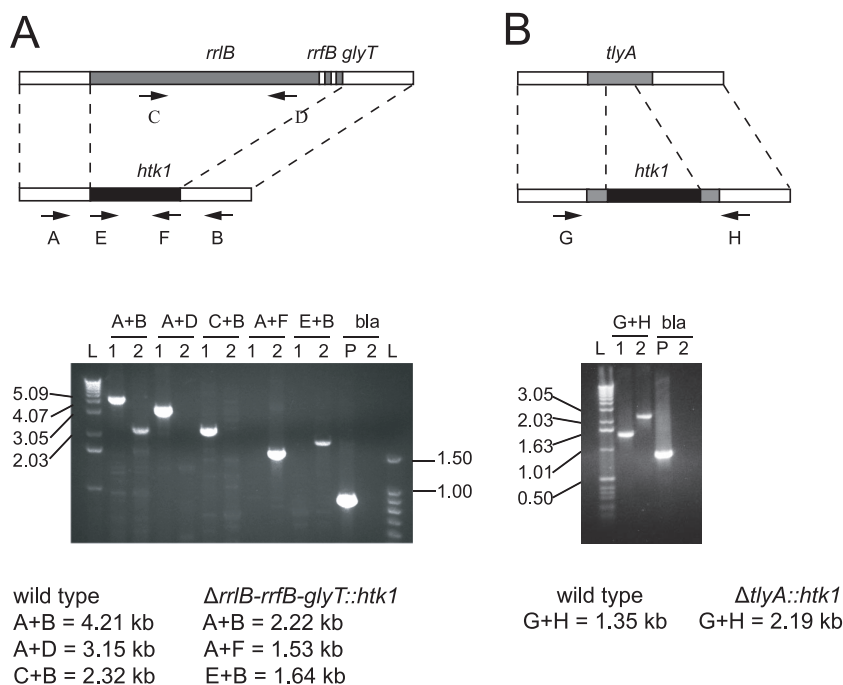 A
rrlB
rrfB glyT
C
D
htk1
A
E
F
B
B
tlyA
htk1
G
H
A+B A+D C+B A+F E+B bla
L 1 2 1 2 1 2 1 2 1 2 P 2 L
5.09
4.07
3.05
2.03
1.50
1.00
G+H bla
L 1 2 P 2
3.05
2.03
1.63
1.01
0.50
wild type
A+B = 4.21 kb
A+D = 3.15 kb
C+B = 2.32 kb
ΔrrlB-rrfB-glyT::htk1
A+B = 2.22 kb
A+F = 1.53 kb
E+B = 1.64 kb
wild type
G+H = 1.35 kb
ΔtlyA::htk1
G+H = 2.19 kb